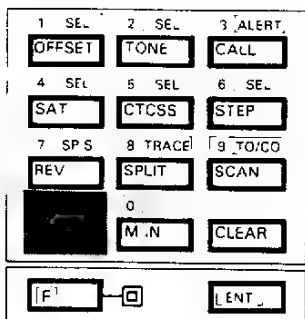 1 SEL 2 SEL 3 ALERT
OFFSET TONE CALL
4 SEL 5 SEL 6 SEL
SAT CTCSS STEP
7 8 TRACE 9 TO/CO
REV SPLIT SCAN
0
CLEAR
F ENT